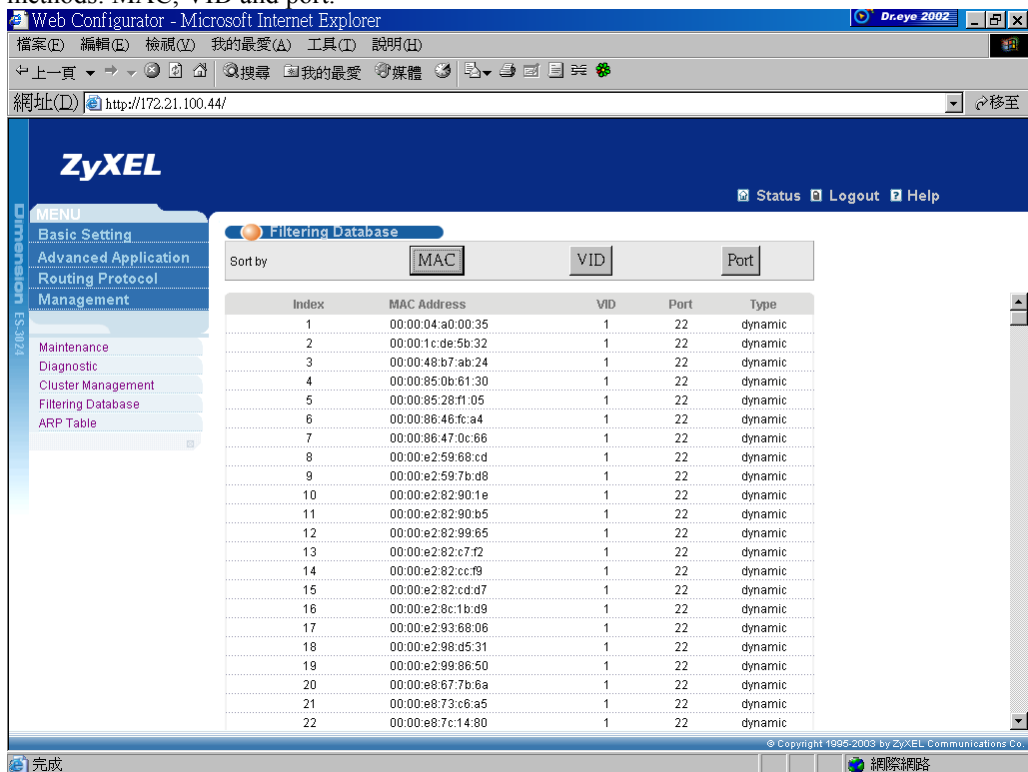 methods: MAC, VID and port.
Web Configurator - Microsoft Internet Explorer
Dr.eye 2002
檔案(F) 編輯(E) 檢視(V) 我的最愛(A) 工具(T) 說明(H)
上一頁 搜尋 我的最愛 媒體
網址(D) http://172.21.100.44/ 移至
ZyXEL
Status Logout Help
Dimension ES-3824
MENU
Basic Setting
Advanced Application
Routing Protocol
Management
Maintenance
Diagnostic
Cluster Management
Filtering Database
ARP Table
Filtering Database
Sort by MAC VID Port
Index MAC Address VID Port Type
1 00:00:04:a0:00:35 1 22 dynamic
2 00:00:1c:de:5b:32 1 22 dynamic
3 00:00:48:b7:ab:24 1 22 dynamic
4 00:00:85:0b:61:30 1 22 dynamic
5 00:00:85:28:f1:05 1 22 dynamic
6 00:00:86:46:fc:a4 1 22 dynamic
7 00:00:86:47:0c:66 1 22 dynamic
8 00:00:e2:59:68:cd 1 22 dynamic
9 00:00:e2:59:7b:d8 1 22 dynamic
10 00:00:e2:82:90:1e 1 22 dynamic
11 00:00:e2:82:90:b5 1 22 dynamic
12 00:00:e2:82:99:65 1 22 dynamic
13 00:00:e2:82:c7:f2 1 22 dynamic
14 00:00:e2:82:cc:f9 1 22 dynamic
15 00:00:e2:82:cd:d7 1 22 dynamic
16 00:00:e2:8c:1b:d9 1 22 dynamic
17 00:00:e2:93:68:06 1 22 dynamic
18 00:00:e2:98:d5:31 1 22 dynamic
19 00:00:e2:99:86:50 1 22 dynamic
20 00:00:e8:67:7b:6a 1 22 dynamic
21 00:00:e8:73:c6:a5 1 22 dynamic
22 00:00:e8:7c:14:80 1 22 dynamic
© Copyright 1995-2003 by ZyXEL Communications Co.
完成 網際網路